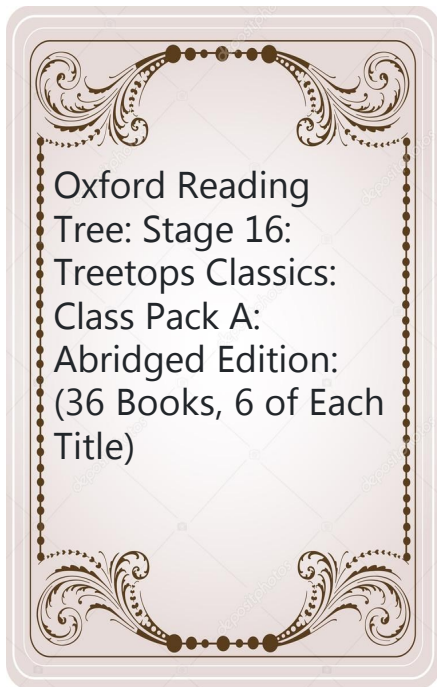 Oxford Reading
Tree: Stage 16:
Treetops Classics:
Class Pack A:
Abridged Edition:
(36 Books, 6 of Each
Title)